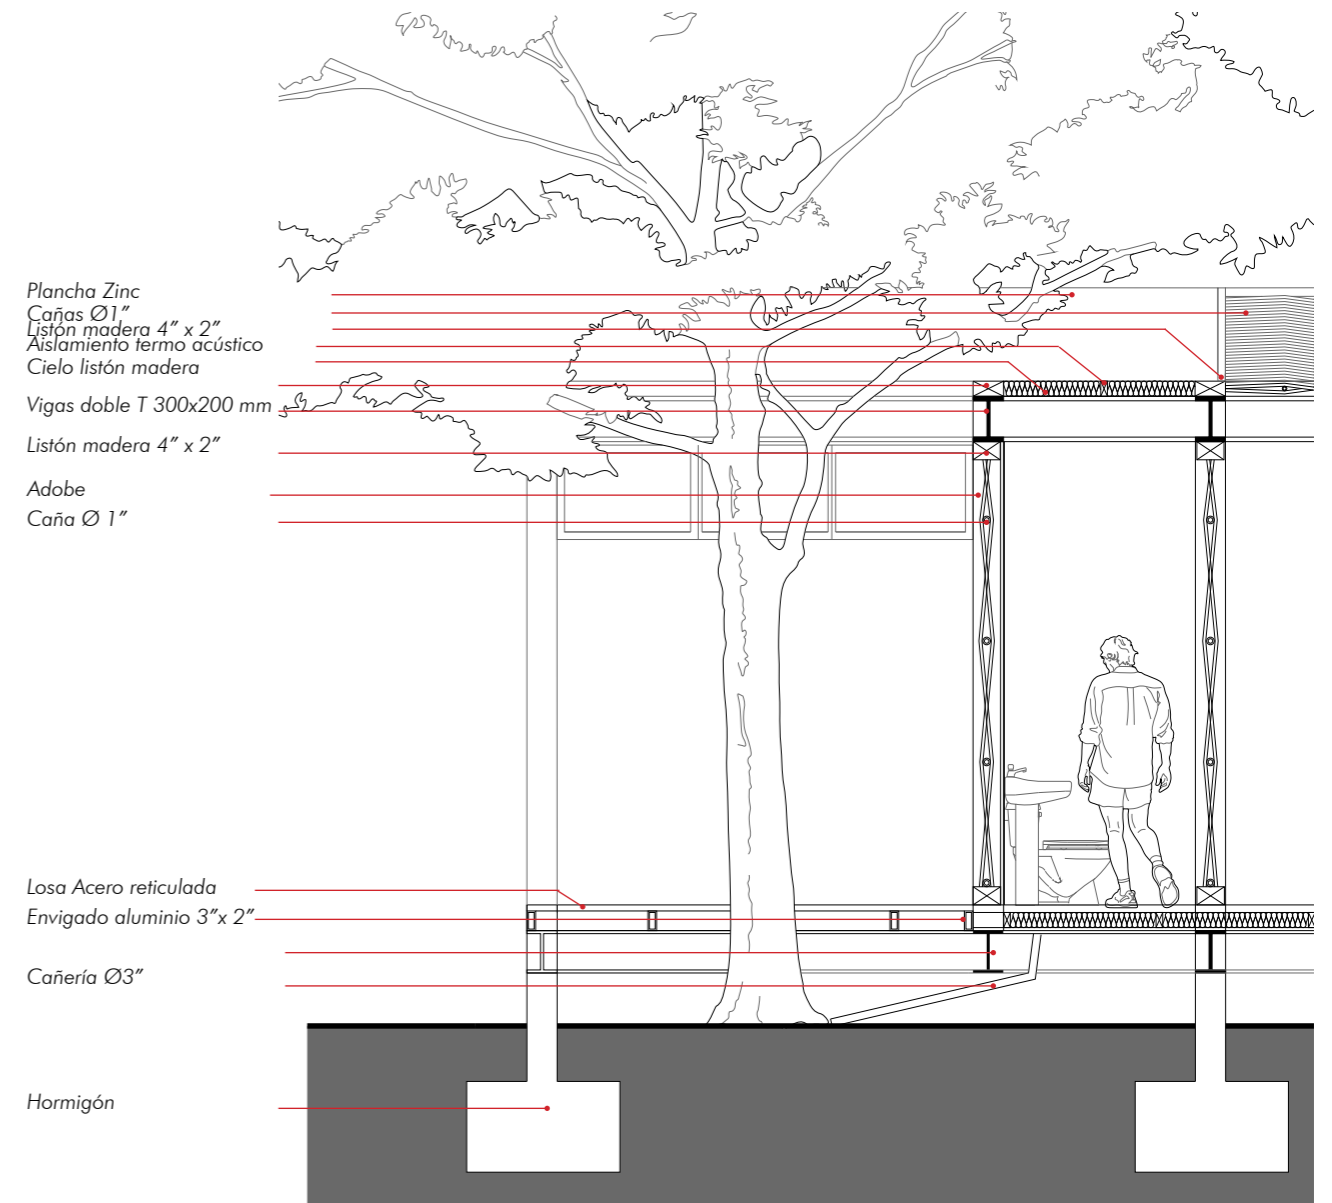 Plancha Zinc
Cañas Ø1"
Listón madera 4" x 2"
Aislamiento termo acústico
Cielo listón madera
Vigas doble T 300x200 mm
Listón madera 4" x 2"
Adobe
Caña Ø 1"
Losa Acero reticulada
Envigado aluminio 3"x 2"
Cañería Ø3"
Hormigón